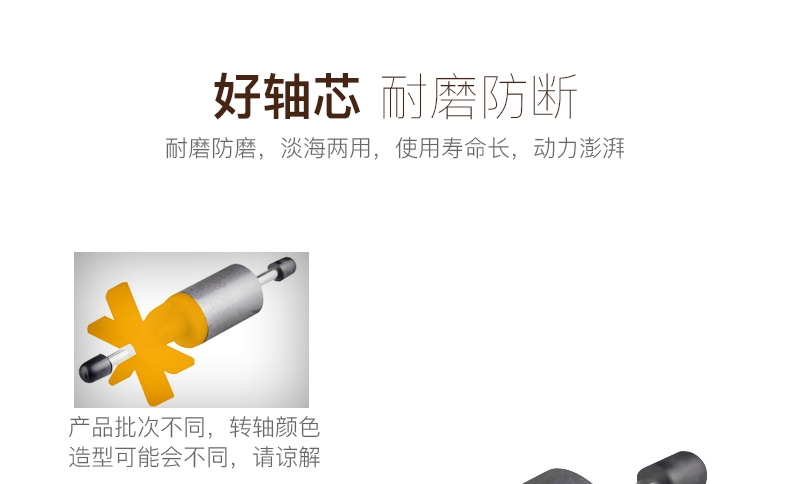 好轴芯 耐磨防断
耐磨防磨，淡海两用，使用寿命长，动力澎湃
产品批次不同，转轴颜色
造型可能会不同，请谅解